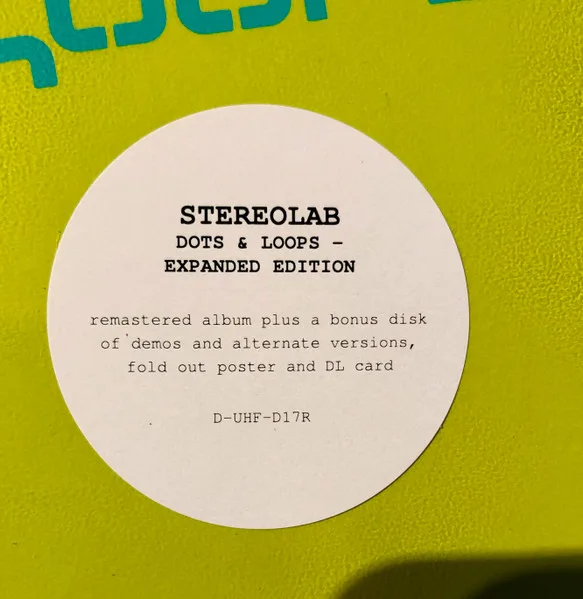 STEREOLAB
DOTS & LOOPS –
EXPANDED EDITION
remastered album plus a bonus disk
of demos and alternate versions,
fold out poster and DL card
D-UHF-D17R